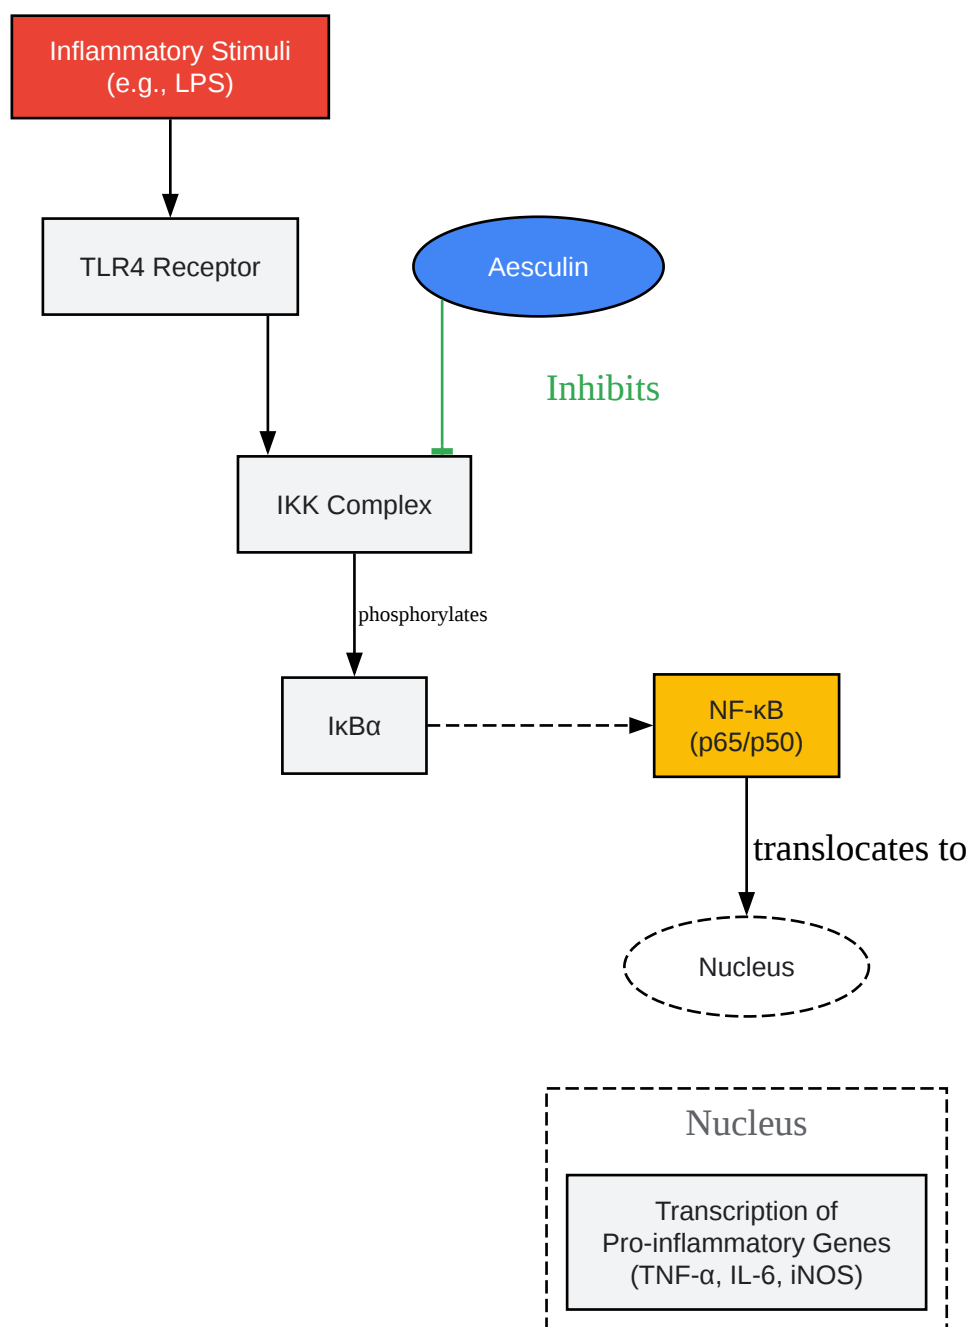 Inflammatory Stimuli
(e.g., LPS)
TLR4 Receptor
Aesculin
Inhibits
IKK Complex
phosphorylates
IκBα
NF-κB
(p65/p50)
translocates to
Nucleus
Nucleus
Transcription of
Pro-inflammatory Genes
(TNF-α, IL-6, iNOS)